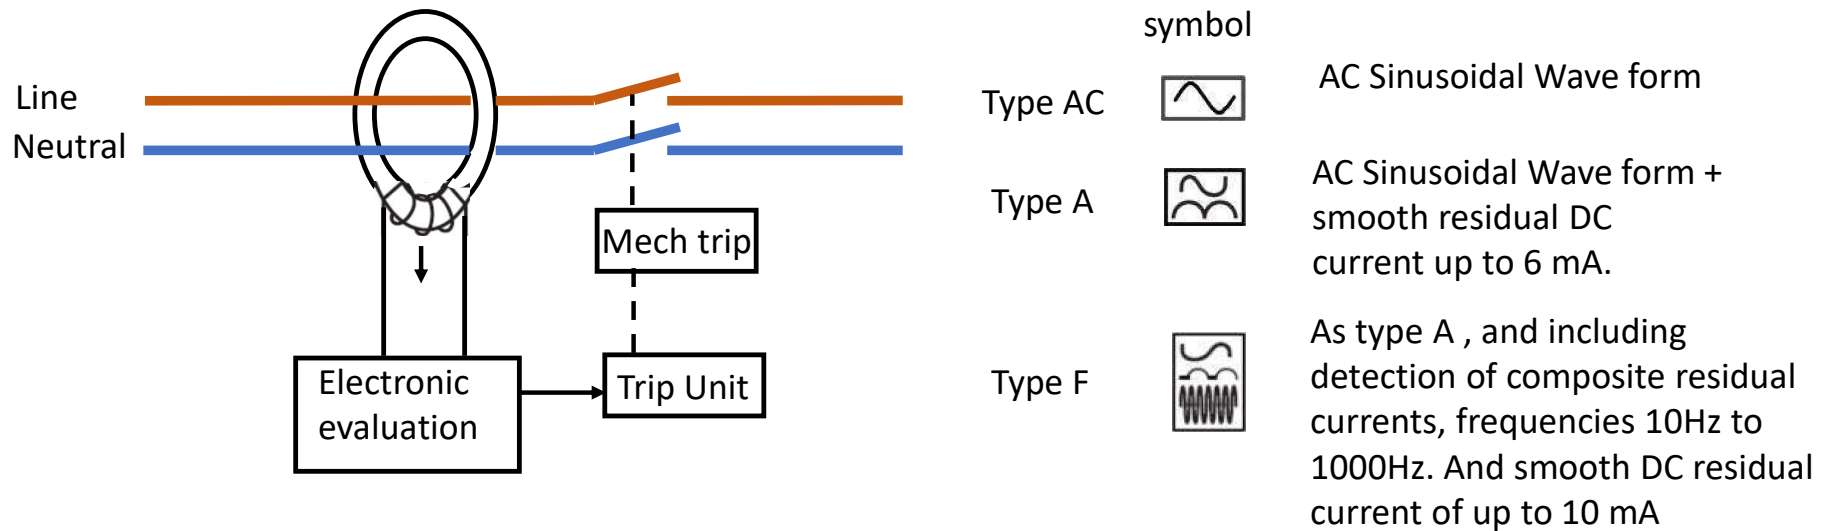 Line
Neutral
Mech trip
Electronic
evaluation
Trip Unit
symbol
Type AC
AC Sinusoidal Wave form
Type A
AC Sinusoidal Wave form +
smooth residual DC
current up to 6 mA.
Type F
As type A , and including
detection of composite residual
currents, frequencies 10Hz to
1000Hz. And smooth DC residual
current of up to 10 mA